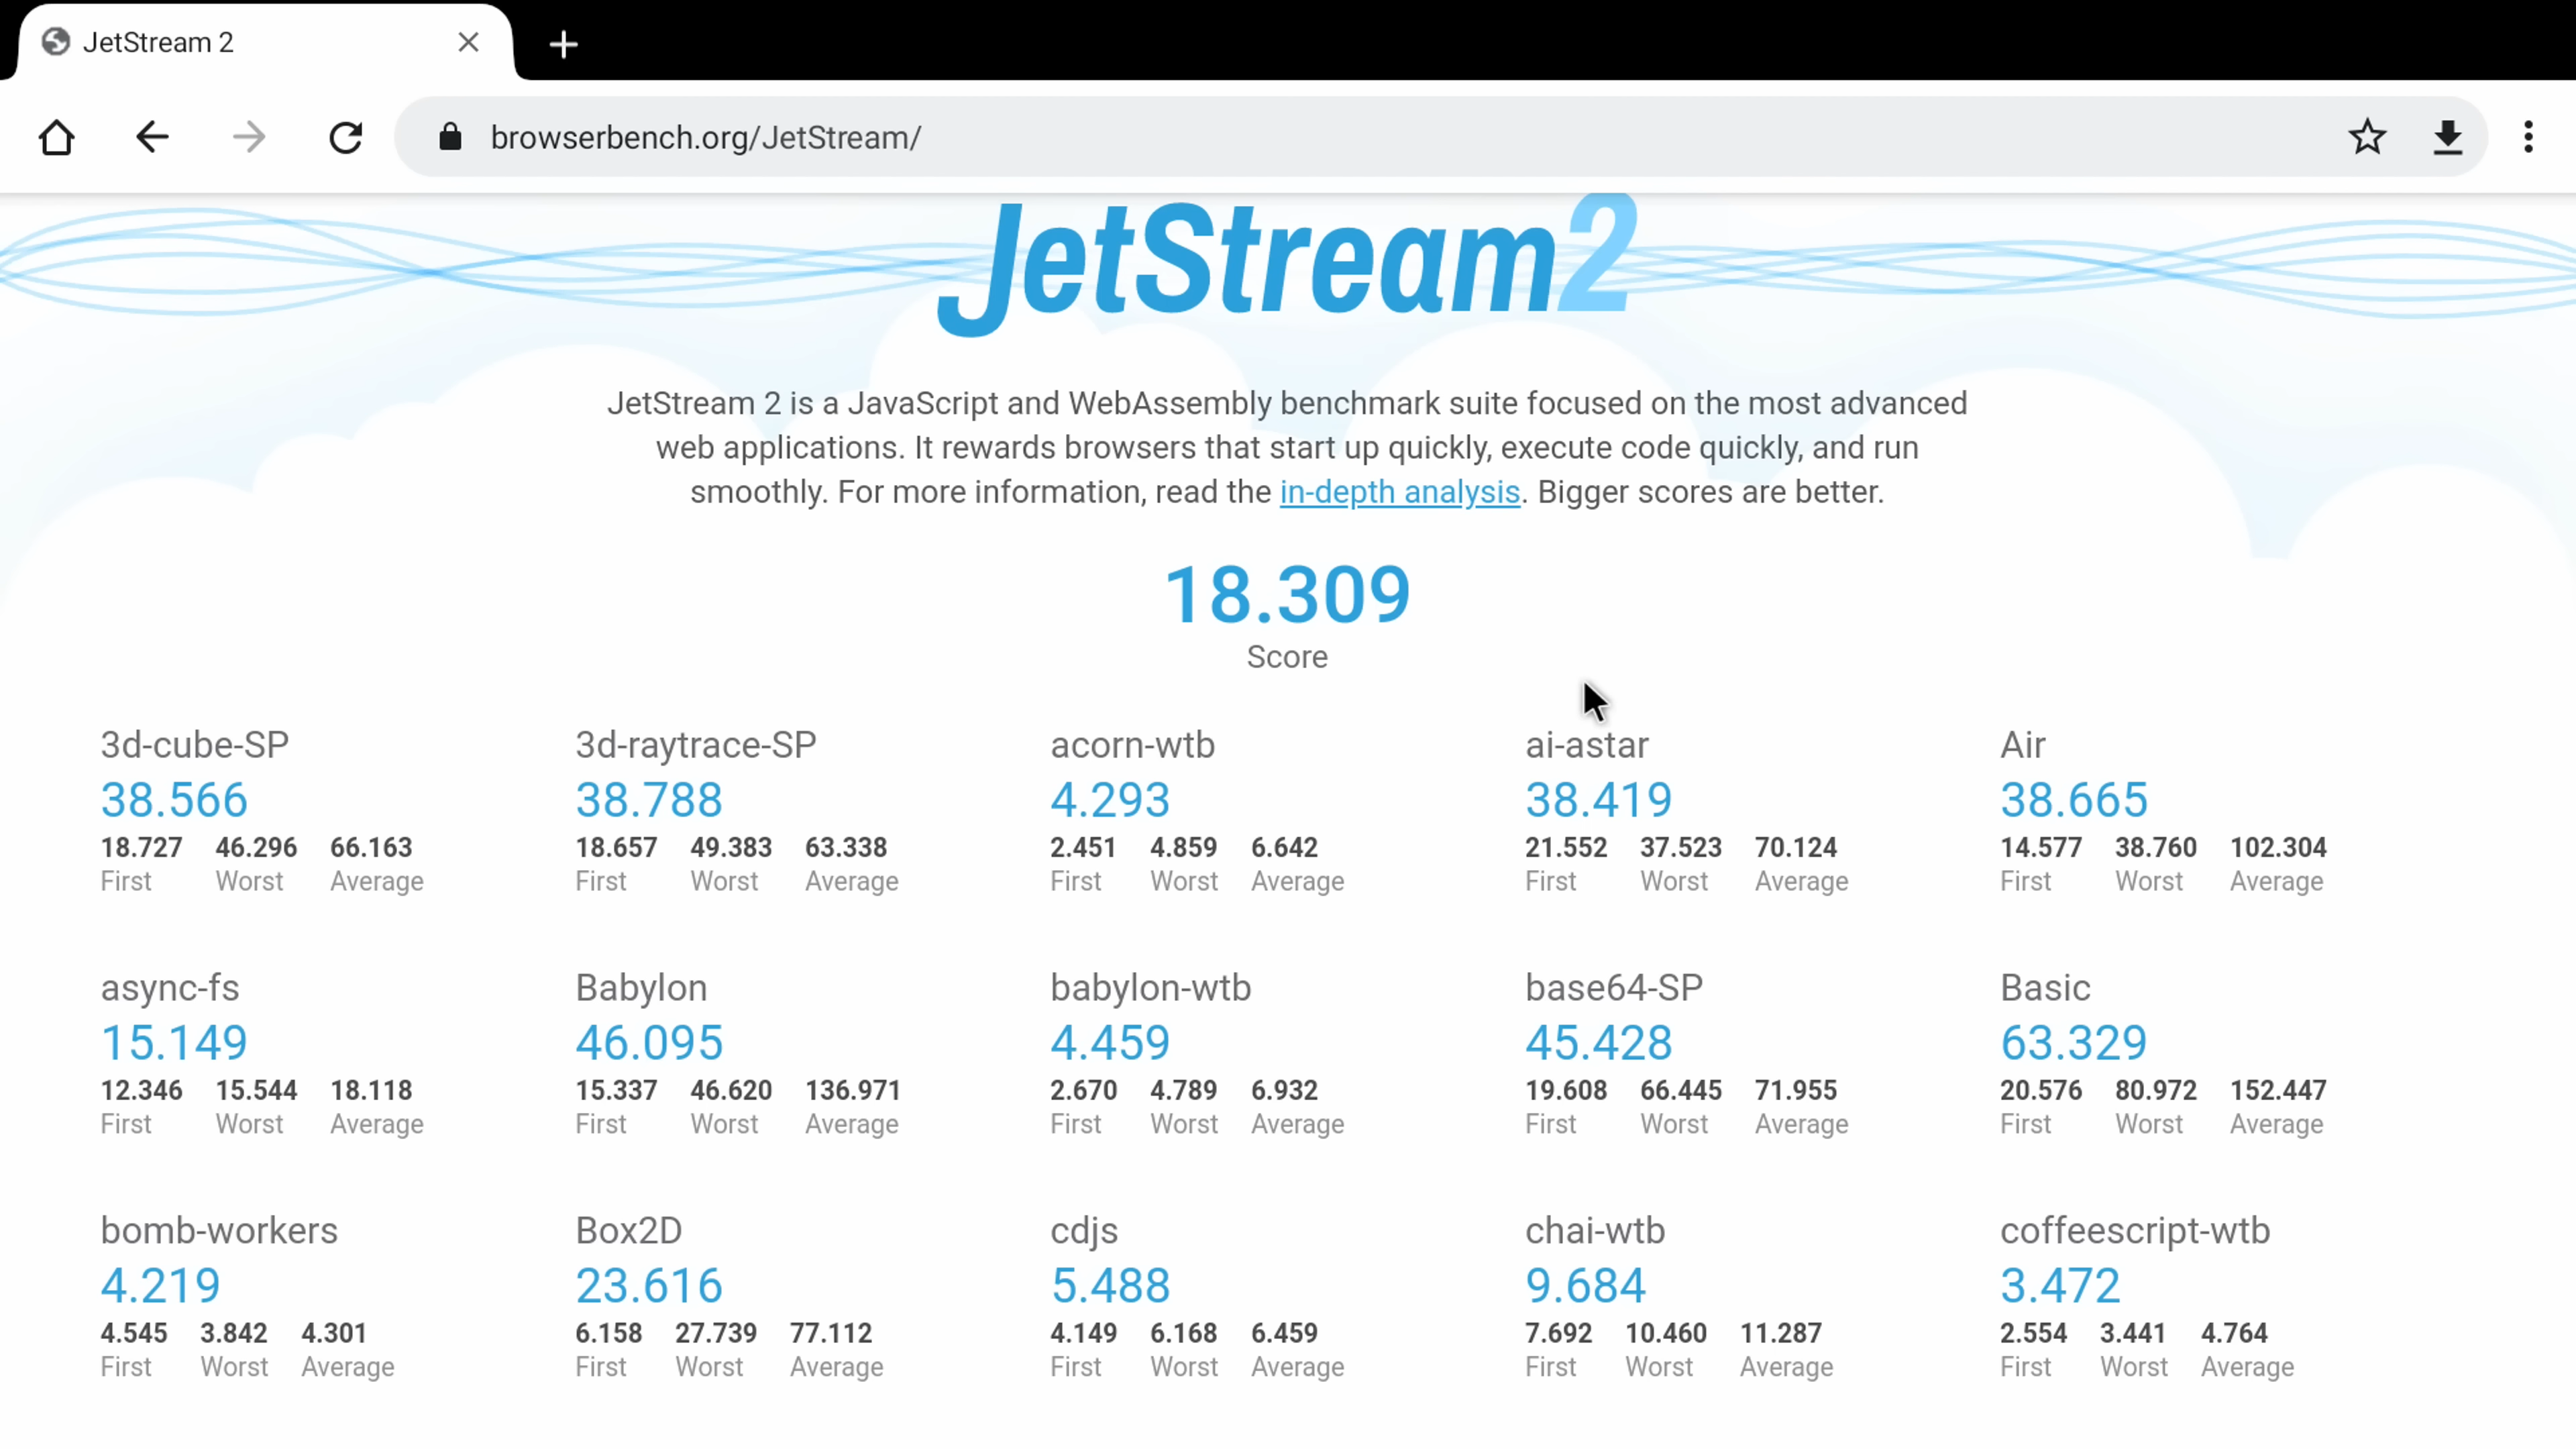 JetStream 2
browserbench.org/JetStream/
JetStream2
JetStream 2 is a JavaScript and WebAssembly benchmark suite focused on the most advanced
web applications. It rewards browsers that start up quickly, execute code quickly, and run
smoothly. For more information, read the in-depth analysis. Bigger scores are better.
18.309
Score
3d-cube-SP 3d-raytrace-SP acorn-wtb ai-astar Air
38.566 38.788 4.293 38.419 38.665
18.727 46.296 66.163 18.657 49.383 63.338 2.451 4.859 6.642 21.552 37.523 70.124 14.577 38.760 102.304
First Worst Average First Worst Average First Worst Average First Worst Average First Worst Average
async-fs Babylon babylon-wtb base64-SP Basic
15.149 46.095 4.459 45.428 63.329
12.346 15.544 18.118 15.337 46.620 136.971 2.670 4.789 6.932 19.608 66.445 71.955 20.576 80.972 152.447
First Worst Average First Worst Average First Worst Average First Worst Average First Worst Average
bomb-workers Box2D cdjs chai-wtb coffeescript-wtb
4.219 23.616 5.488 9.684 3.472
4.545 3.842 4.301 6.158 27.739 77.112 4.149 6.168 6.459 7.692 10.460 11.287 2.554 3.441 4.764
First Worst Average First Worst Average First Worst Average First Worst Average First Worst Average